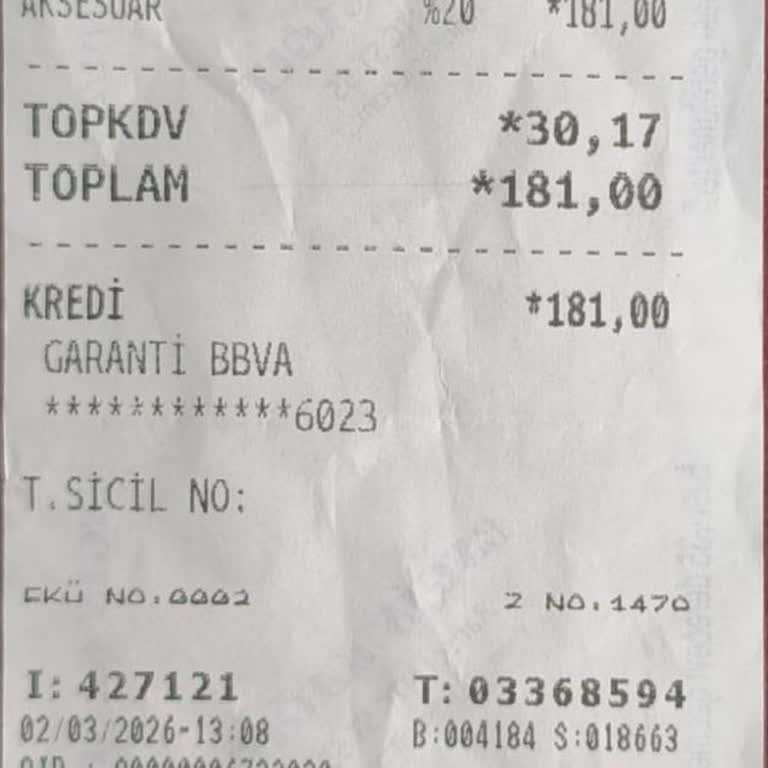 AKSESUAR %20 *181,00
TOPKDV *30,17
TOPLAM *181,00
KREDİ *181,00
GARANTİ BBVA
************6023
T.SİCİL NO:
EKÜ NO:0002 Z NO:1470
I: 427121 T: 03368594
02/03/2026-13:08 B:004184 S:018663